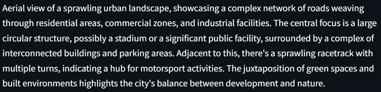 Aerial view of a sprawling urban landscape, showcasing a complex network of roads weaving
through residential areas, commercial zones, and industrial facilities. The central focus is a large
circular structure, possibly a stadium or a significant public facility, surrounded by a complex of
interconnected buildings and parking areas. Adjacent to this, there's a sprawling racetrack with
multiple turns, indicating a hub for motorsport activities. The juxtaposition of green spaces and
built environments highlights the city's balance between development and nature.